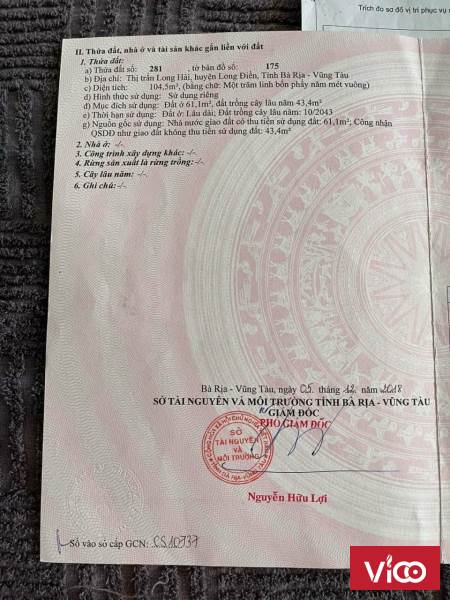 Trích đo sơ đồ vị trí phục vụ
II. Thửa đất, nhà ở và tài sản khác gắn liền với đất
1. Thửa đất:
a) Thửa đất số: 281 , tờ bản đồ số: 175
b) Địa chỉ: Thị trấn Long Hải, huyện Long Điền, Tỉnh Bà Rịa - Vũng Tàu
c) Diện tích: 104,5m², (bằng chữ: Một trăm linh bốn phẩy năm mét vuông)
d) Hình thức sử dụng: Sử dụng riêng
đ) Mục đích sử dụng: Đất ở 61,1m², đất trồng cây lâu năm 43,4m²
e) Thời hạn sử dụng: Đất ở: Lâu dài; Đất trồng cây lâu năm: 10/2043
g) Nguồn gốc sử dụng: Nhà nước giao đất có thu tiền sử dụng đất: 61,1m²; Công nhận
QSDĐ như giao đất không thu tiền sử dụng đất: 43,4m²
2. Nhà ở: -/-
3. Công trình xây dựng khác: -/-
4. Rừng sản xuất là rừng trồng: -/-
5. Cây lâu năm: -/-
6. Ghi chú: -/-
Bà Rịa - Vũng Tàu, ngày 05 tháng 12 năm 2018
SỞ TÀI NGUYÊN VÀ MÔI TRƯỜNG TỈNH BÀ RỊA - VŨNG TÀU
GIÁM ĐỐC
PHÓ GIÁM ĐỐC
SỞ
TÀI NGUYÊN
VÀ
MÔI TRƯỜNG
Nguyễn Hữu Lợi
Số vào sổ cấp GCN: CS10737
Vico